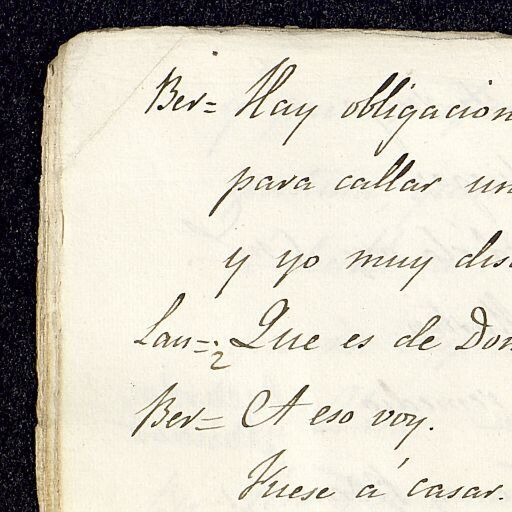 Ber= Hay obligacion
para callar un
y yo muy dis
Lau=. Que es de Don
2
Ber= A eso voy.
Vuese á casar.